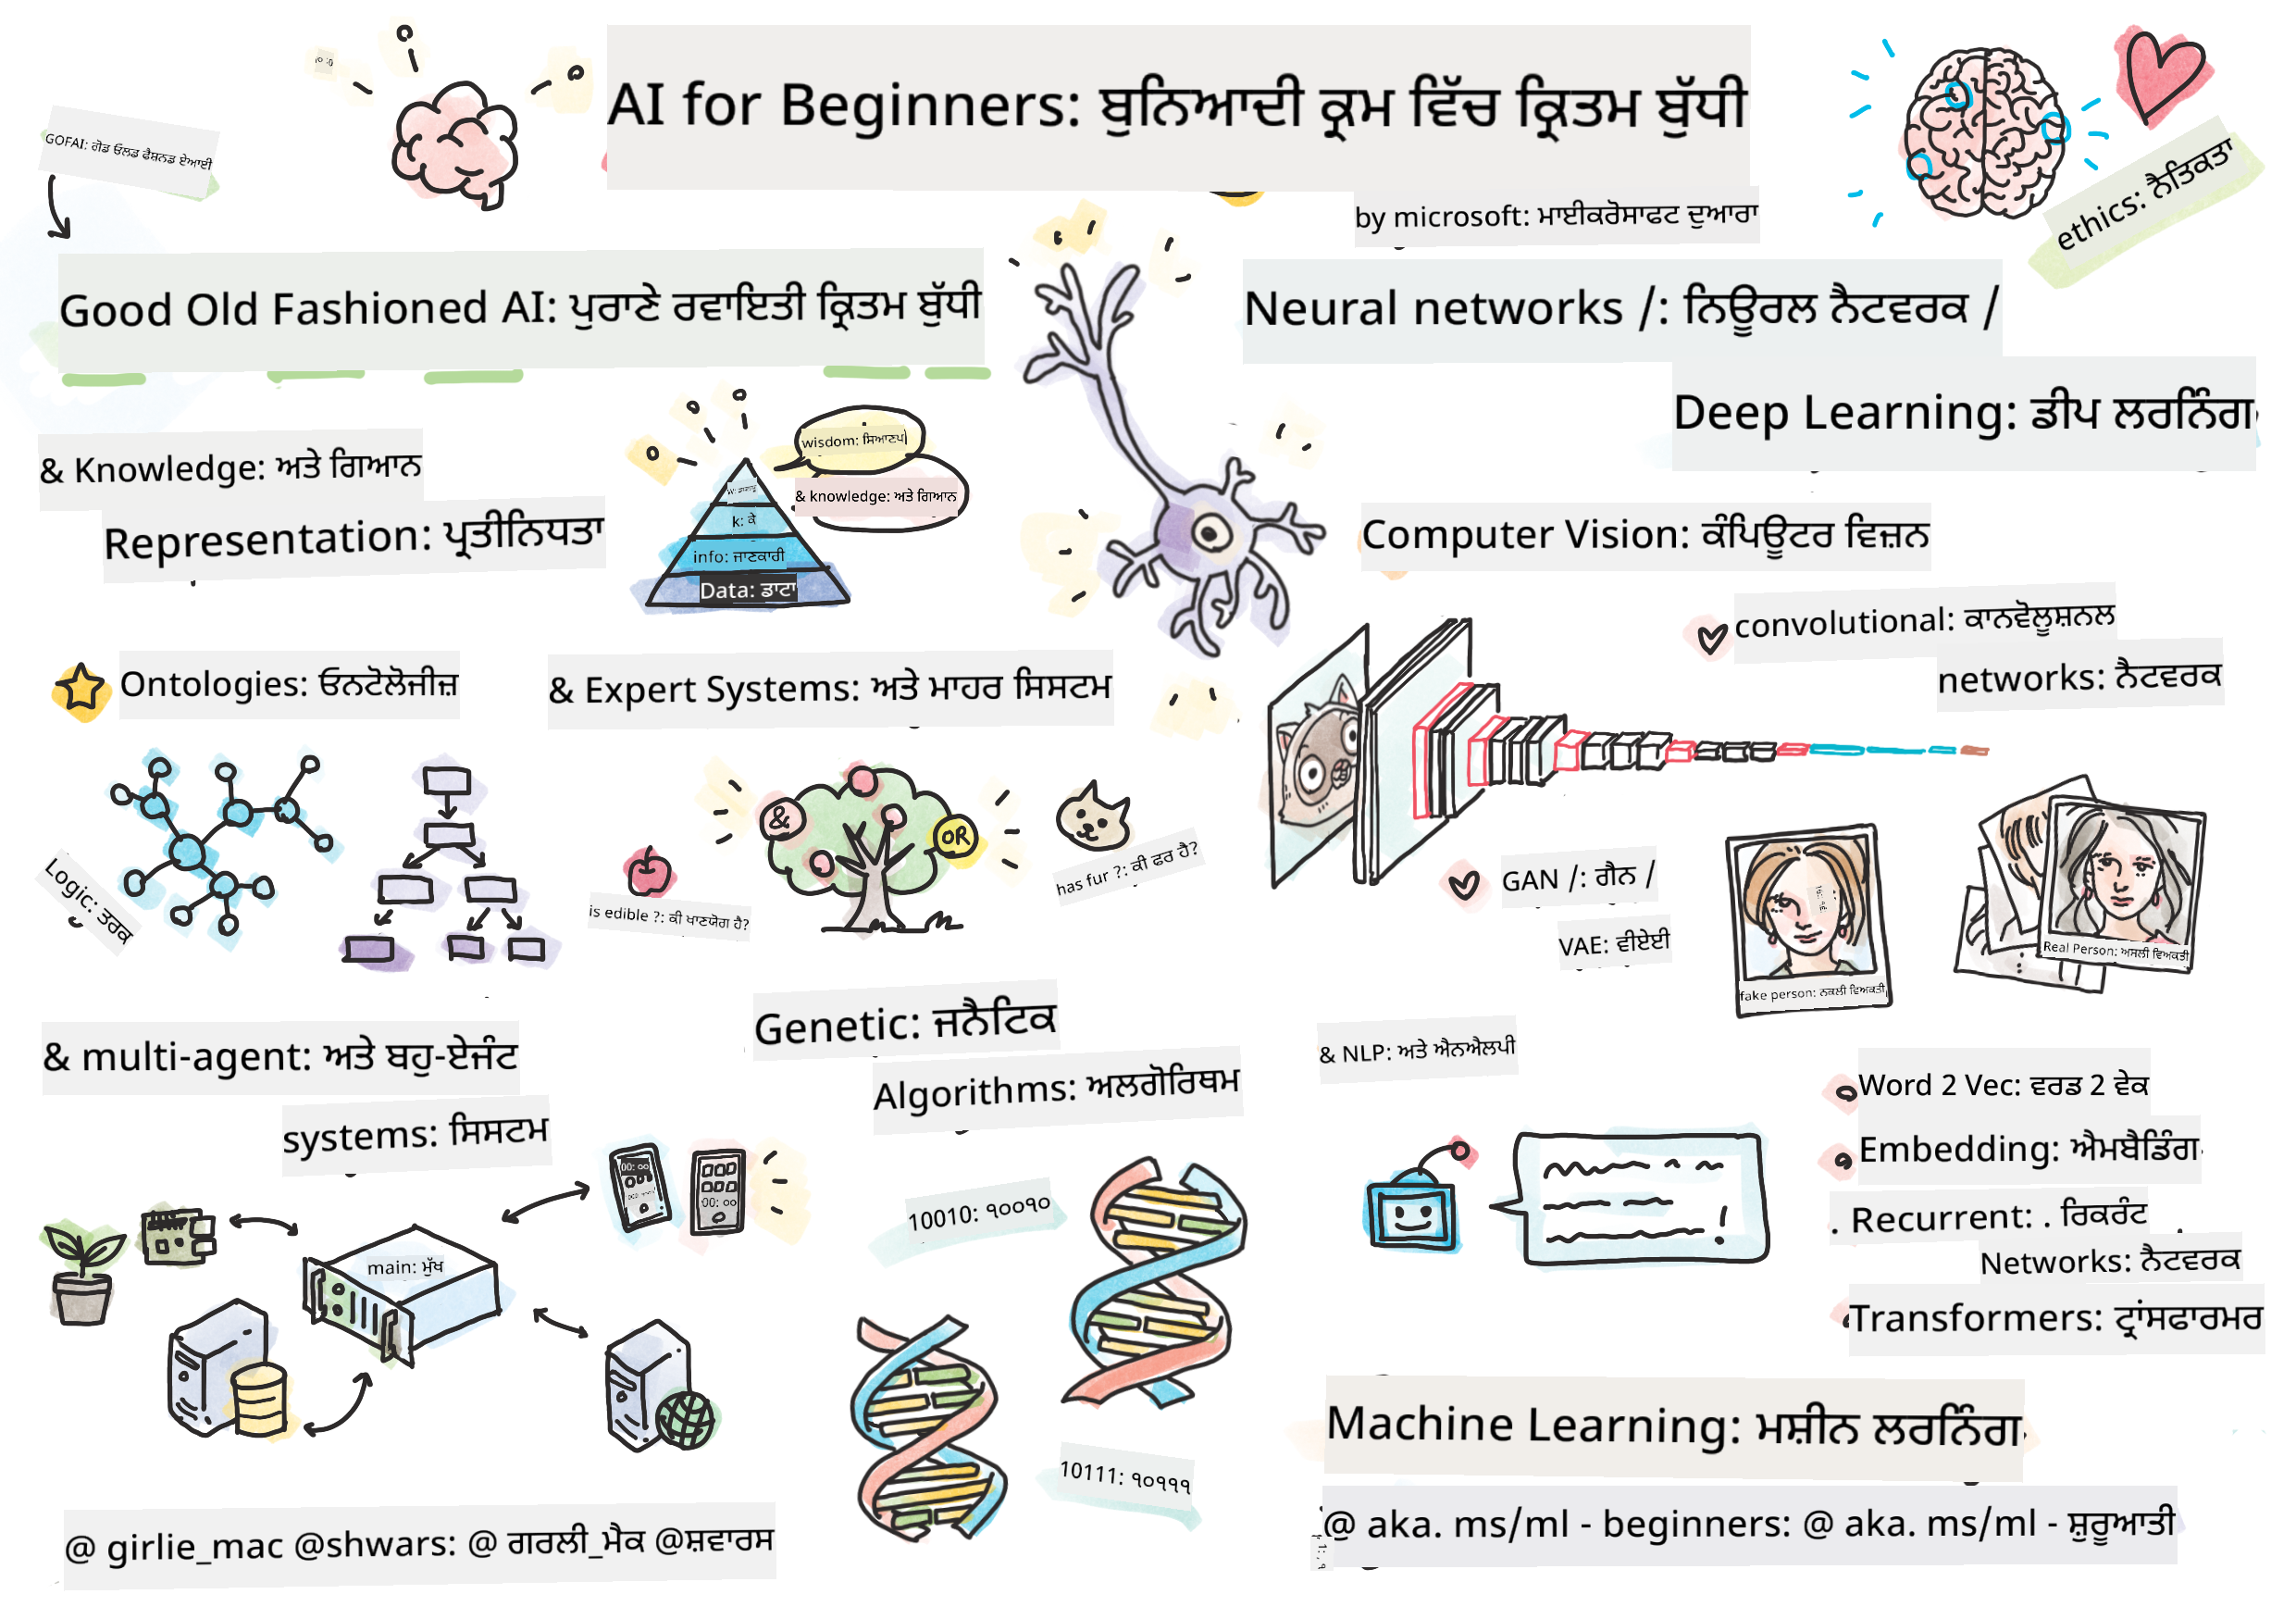 AI for Beginners: ਬੁਨਿਆਦੀ ਕ੍ਰਮ ਵਿੱਚ ਕ੍ਰਿਤਮ ਬੁੱਧੀ
by microsoft: ਮਾਈਕਰੋਸਾਫਟ ਦੁਆਰਾ
ethics: ਨੈਤਿਕਤਾ
GOFAI: ਗੋਡ ਓਲਡ ਫੈਸ਼ਨਡ ਏਆਈ
Good Old Fashioned AI: ਪੁਰਾਣੇ ਰਵਾਇਤੀ ਕ੍ਰਿਤਮ ਬੁੱਧੀ
& Knowledge: ਅਤੇ ਗਿਆਨ
Representation: ਪ੍ਰਤੀਨਿਧਤਾ
wisdom: ਸਿਆਣਪ
& knowledge: ਅਤੇ ਗਿਆਨ
k: ਕੇ
info: ਜਾਣਕਾਰੀ
Data: ਡਾਟਾ
Ontologies: ਓਨਟੋਲੋਜੀਜ਼
& Expert Systems: ਅਤੇ ਮਾਹਰ ਸਿਸਟਮ
Logic: ਤਰਕ
&
OR
is edible ?: ਕੀ ਖਾਣਯੋਗ ਹੈ?
has fur ?: ਕੀ ਫਰ ਹੈ?
& multi-agent: ਅਤੇ ਬਹੁ-ਏਜੰਟ
systems: ਸਿਸਟਮ
00: ००
00: ००
main: ਮੁੱਖ
Genetic: ਜਨੈਟਿਕ
Algorithms: ਅਲਗੋਰਿਥਮ
10010: ੧੦੦੧੦
10111: ੧੦੧੧੧
@ girlie_mac @shwars: @ ਗਰਲੀ_ਮੈਕ @ਸ਼ਵਾਰਸ
Neural networks /: ਨਿਊਰਲ ਨੈਟਵਰਕ /
Deep Learning: ਡੀਪ ਲਰਨਿੰਗ
Computer Vision: ਕੰਪਿਊਟਰ ਵਿਜ਼ਨ
convolutional: ਕਾਨਵੋਲੂਸ਼ਨਲ
networks: ਨੈਟਵਰਕ
GAN /: ਗੈਨ /
VAE: ਵੀਏਈ
fake person: ਨਕਲੀ ਵਿਅਕਤੀ
Real Person: ਅਸਲੀ ਵਿਅਕਤੀ
& NLP: ਅਤੇ ਐਨਐਲਪੀ
Word 2 Vec: ਵਰਡ 2 ਵੇਕ
Embedding: ਐਮਬੈਡਿੰਗ
. Recurrent: . ਰਿਕਰੰਟ
Networks: ਨੈਟਵਰਕ
Transformers: ਟ੍ਰਾਂਸਫਾਰਮਰ
Machine Learning: ਮਸ਼ੀਨ ਲਰਨਿੰਗ
@ aka. ms/ml - beginners: @ aka. ms/ml - ਸ਼ੁਰੂਆਤੀ